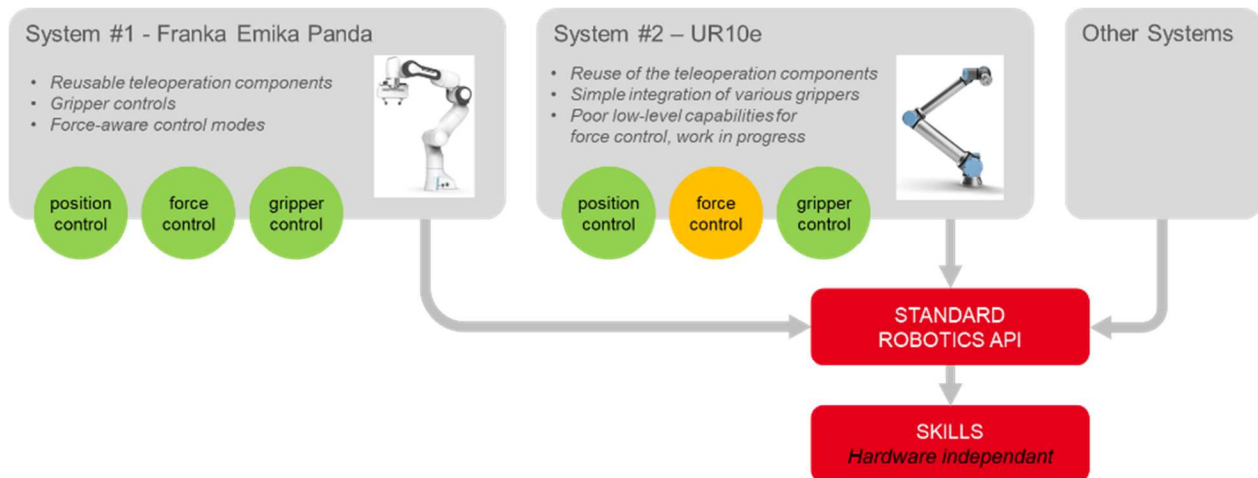 System #1 - Franka Emika Panda
• Reusable teleoperation components
• Gripper controls
• Force-aware control modes
position
control
force
control
gripper
control
System #2 – UR10e
• Reuse of the teleoperation components
• Simple integration of various grippers
• Poor low-level capabilities for
force control, work in progress
position
control
force
control
gripper
control
Other Systems
STANDARD
ROBOTICS API
SKILLS
Hardware independant